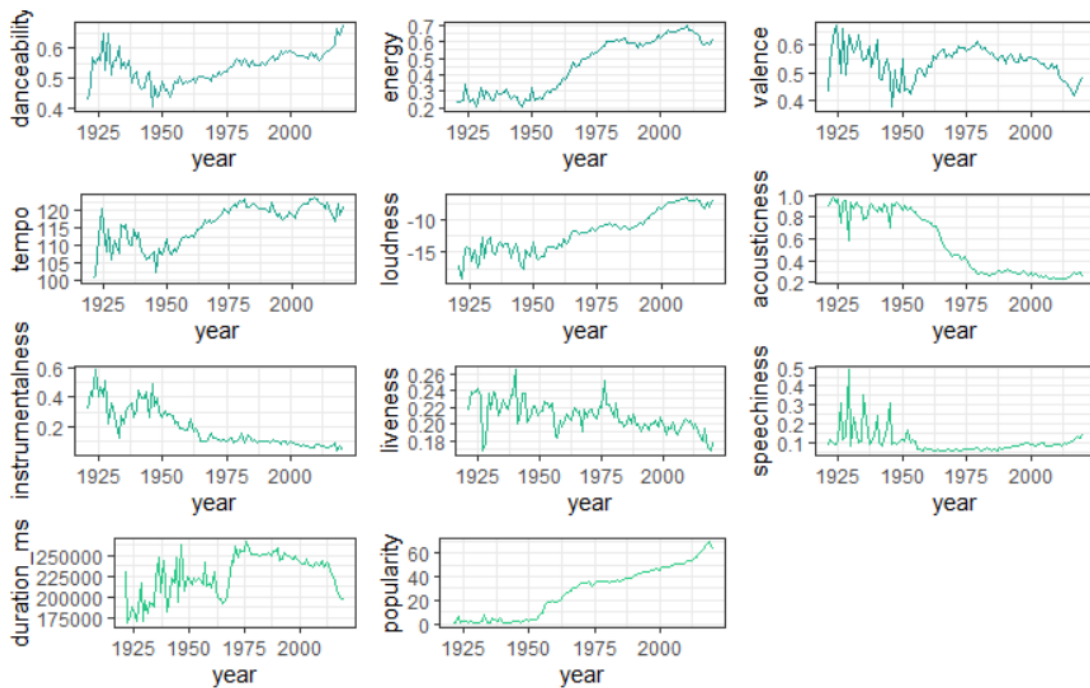 danceability
0.6
0.5
0.4
1925 1950 1975 2000
year
energy
0.7
0.6
0.5
0.4
0.3
0.2
1925 1950 1975 2000
year
valence
0.6
0.5
0.4
1925 1950 1975 2000
year
tempo
120
115
110
105
100
1925 1950 1975 2000
year
loudness
-10
-15
1925 1950 1975 2000
year
acousticness
1.0
0.8
0.6
0.4
0.2
1925 1950 1975 2000
year
instrumentalness
0.6
0.4
0.2
1925 1950 1975 2000
year
liveness
0.26
0.24
0.22
0.20
0.18
1925 1950 1975 2000
year
speechiness
0.5
0.4
0.3
0.2
0.1
1925 1950 1975 2000
year
duration_ms
250000
225000
200000
175000
1925 1950 1975 2000
year
popularity
60
40
20
0
1925 1950 1975 2000
year